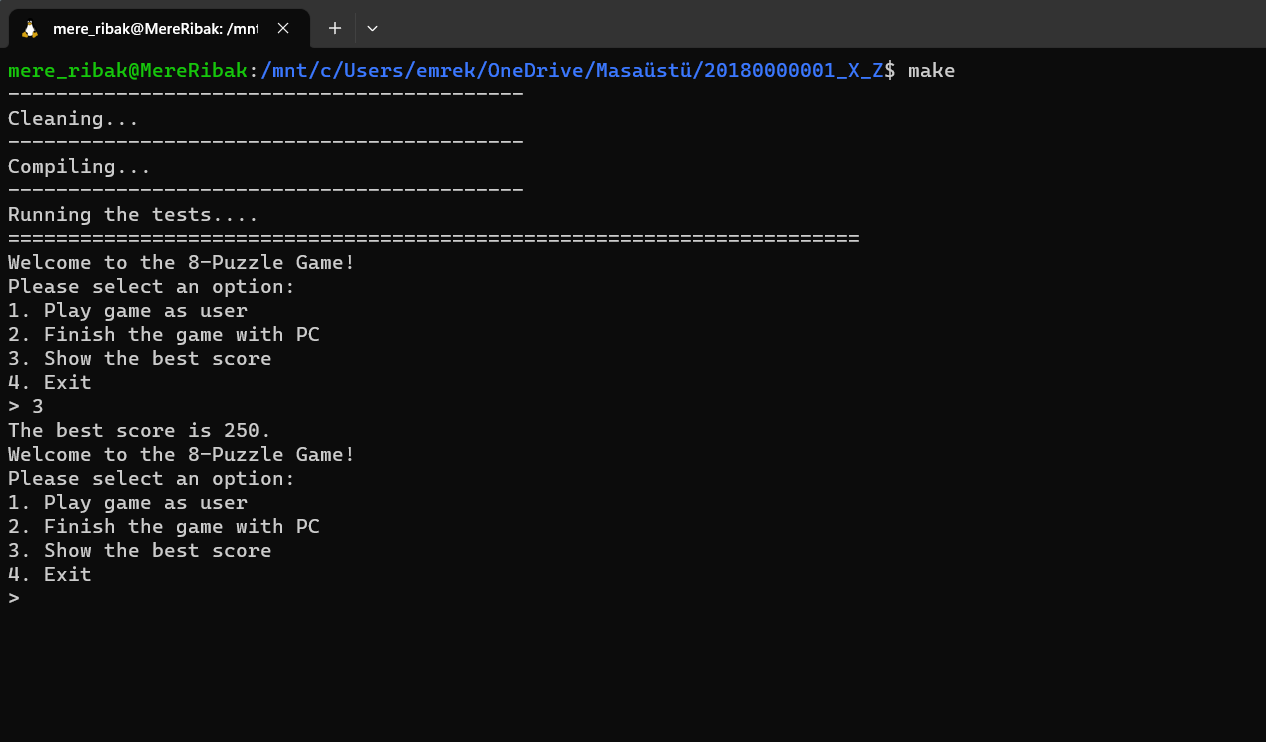 mere_ribak@MereRibak: /mnt
mere_ribak@MereRibak:/mnt/c/Users/emrek/OneDrive/Masaüstü/20180000001_X_Z$ make
-------------------------------------------
Cleaning...
-------------------------------------------
Compiling...
-------------------------------------------
Running the tests....
=======================================================================
Welcome to the 8-Puzzle Game!
Please select an option:
1. Play game as user
2. Finish the game with PC
3. Show the best score
4. Exit
> 3
The best score is 250.
Welcome to the 8-Puzzle Game!
Please select an option:
1. Play game as user
2. Finish the game with PC
3. Show the best score
4. Exit
>